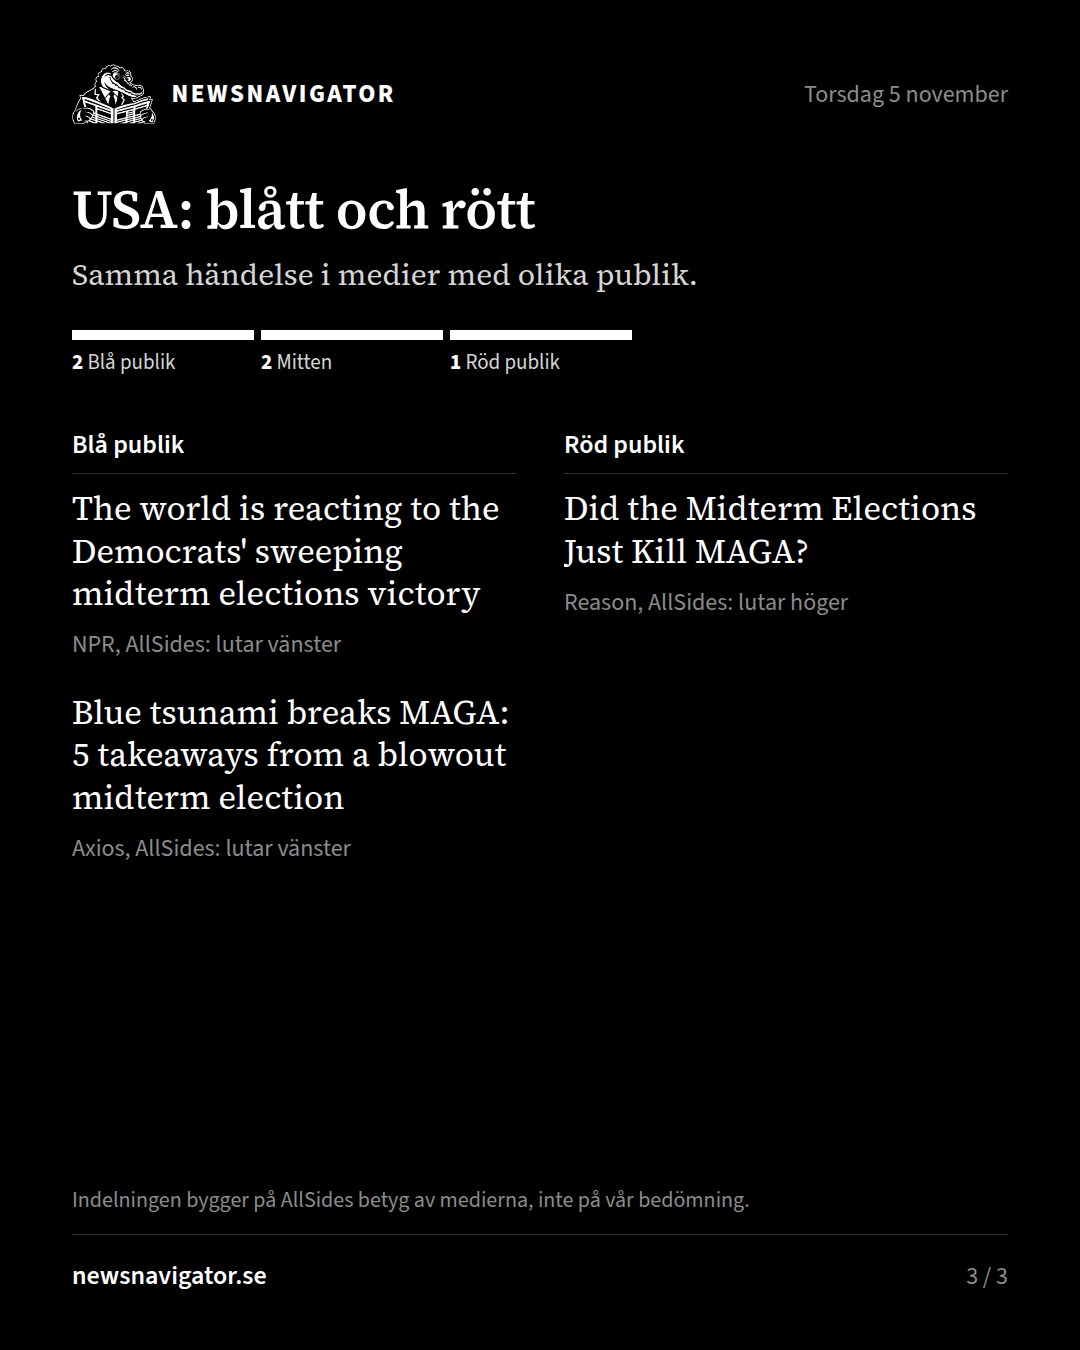 NEWSNAVIGATOR
Torsdag 5 november
USA: blått och rött
Samma händelse i medier med olika publik.
2 Blå publik
2 Mitten
1 Röd publik
Blå publik
The world is reacting to the
Democrats' sweeping
midterm elections victory
NPR, AllSides: lutar vänster
Blue tsunami breaks MAGA:
5 takeaways from a blowout
midterm election
Axios, AllSides: lutar vänster
Röd publik
Did the Midterm Elections
Just Kill MAGA?
Reason, AllSides: lutar höger
Indelningen bygger på AllSides betyg av medierna, inte på vår bedömning.
newsnavigator.se
3 / 3